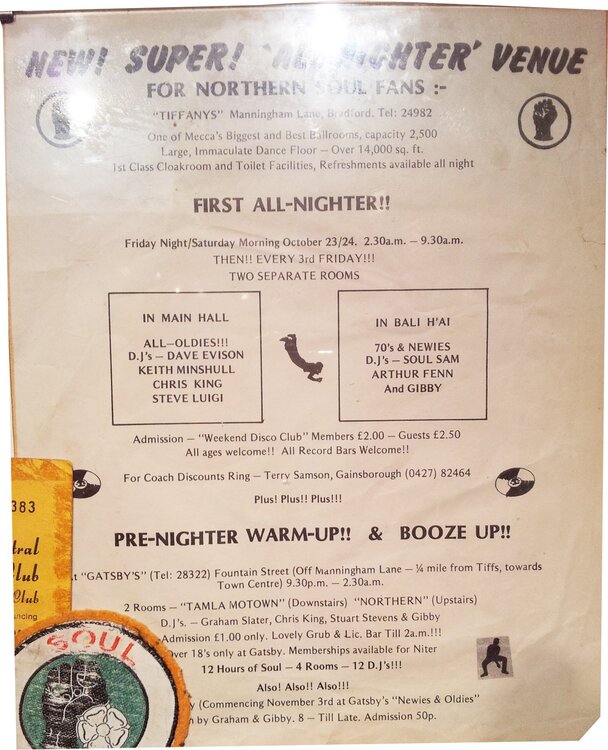 NEW! SUPER! 'ALL NIGHTER' VENUE
FOR NORTHERN SOUL FANS :-
"TIFFANYS" Manningham Lane, Bradford. Tel: 24982
One of Mecca's Biggest and Best Ballrooms, capacity 2,500
Large, Immaculate Dance Floor — Over 14,000 sq. ft.
1st Class Cloakroom and Toilet Facilities, Refreshments available all night
FIRST ALL-NIGHTER!!
Friday Night/Saturday Morning October 23/24. 2.30a.m. — 9.30a.m.
THEN!! EVERY 3rd FRIDAY!!!
TWO SEPARATE ROOMS
IN MAIN HALL
ALL-OLDIES!!!
D.J's — DAVE EVISON
KEITH MINSHULL
CHRIS KING
STEVE LUIGI
IN BALI H'AI
70's & NEWIES
D.J's — SOUL SAM
ARTHUR FENN
And GIBBY
Admission — "Weekend Disco Club" Members £2.00 — Guests £2.50
All ages welcome!! All Record Bars Welcome!!
For Coach Discounts Ring — Terry Samson, Gainsborough (0427) 82464
Plus! Plus!! Plus!!!
PRE-NIGHTER WARM-UP!! & BOOZE UP!!
"GATSBY'S" (Tel: 28322) Fountain Street (Off Manningham Lane — ¼ mile from Tiffs, towards
Town Centre) 9.30p.m. — 2.30a.m.
2 Rooms — "TAMLA MOTOWN" (Downstairs) "NORTHERN" (Upstairs)
D.J.'s — Graham Slater, Chris King, Stuart Stevens & Gibby
Admission £1.00 only. Lovely Grub & Lic. Bar Till 2a.m.!!!
Over 18's only at Gatsby. Memberships available for Niter
12 Hours of Soul — 4 Rooms — 12 D.J's!!!
Also! Also!! Also!!!
(Commencing November 3rd at Gatsby's "Newies & Oldies"
by Graham & Gibby. 8 — Till Late. Admission 50p.
383
tral
lub
Club
ncing
SOUL